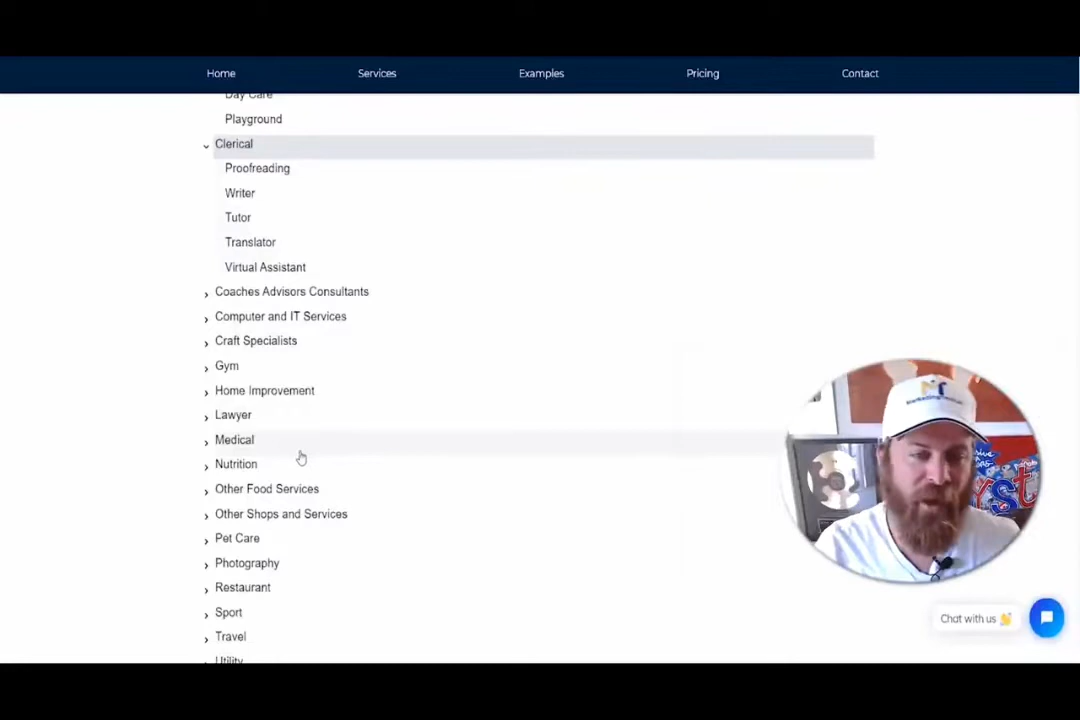 Home Services Examples Pricing Contact
Day Care
Playground
Clerical
Proofreading
Writer
Tutor
Translator
Virtual Assistant
Coaches Advisors Consultants
Computer and IT Services
Craft Specialists
Gym
Home Improvement
Lawyer
Medical
Nutrition
Other Food Services
Other Shops and Services
Pet Care
Photography
Restaurant
Sport
Travel
Utility
Chat with us 👋